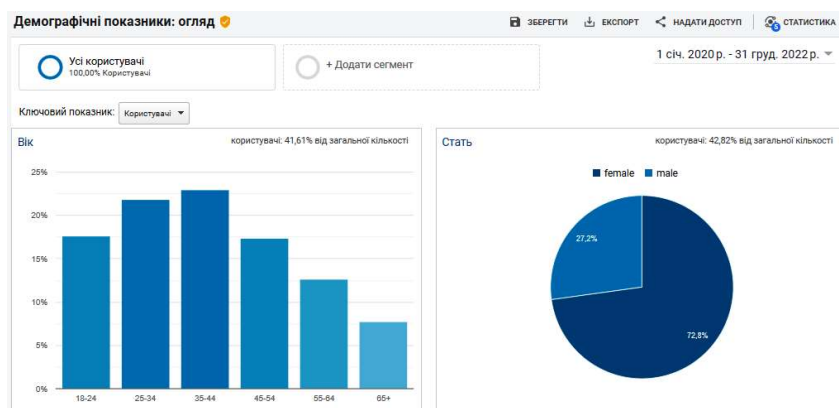 Демографічні показники: огляд
ЗБЕРЕГТИ
ЕКСПОРТ
НАДАТИ ДОСТУП
СТАТИСТИКА
5
Усі користувачі
100,00% Користувачі
+ Додати сегмент
1 січ. 2020 р. - 31 груд. 2022 р.
Ключовий показник:
Користувачі
Вік
користувачі: 41,61% від загальної кількості
25%
20%
15%
10%
5%
0%
18-24
25-34
35-44
45-54
55-64
65+
Стать
користувачі: 42,82% від загальної кількості
female
male
27,2%
72,8%